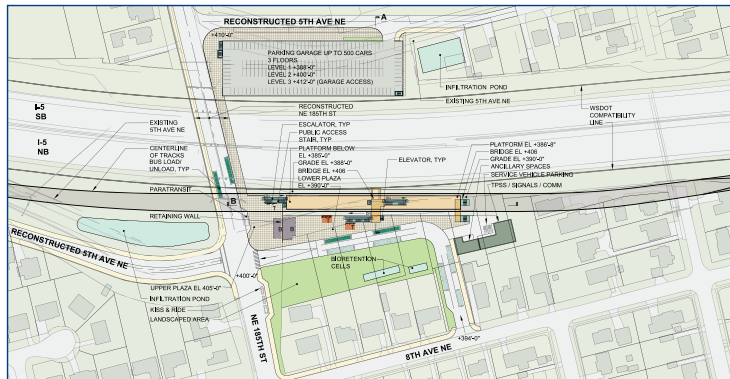 RECONSTRUCTED 5TH AVE NE
A
+410'-0"
PARKING GARAGE UP TO 500 CARS
3 FLOORS
LEVEL 1 +388'-0"
LEVEL 2 +400'-0"
LEVEL 3 +412'-0" (GARAGE ACCESS)
INFILTRATION POND
EXISTING 5TH AVE NE
WSDOT
COMPATIBILITY
LINE
I-5
SB
I-5
NB
EXISTING
5TH AVE NE
CENTERLINE
OF TRACKS
BUS LOAD/
UNLOAD, TYP
PARATRANSIT
RETAINING WALL
RECONSTRUCTED
NE 185TH ST
ESCALATOR, TYP
PUBLIC ACCESS
STAIR, TYP
PLATFORM BELOW
EL +385'-0"
GRADE EL +388'-0"
BRIDGE EL +406
LOWER PLAZA
EL +390'-0"
ELEVATOR, TYP
PLATFORM EL +386'-8"
BRIDGE EL +406
GRADE EL +390'-0"
ANCILLARY SPACES
SERVICE VEHICLE PARKING
TPSS / SIGNALS / COMM
B
B
B
RECONSTRUCTED 5TH AVE NE
+400'-0"
UPPER PLAZA EL 405'-0"
INFILTRATION POND
KISS & RIDE
LANDSCAPED AREA
BIORETENTION
CELLS
NE 185TH ST
8TH AVE NE
+394'-0"